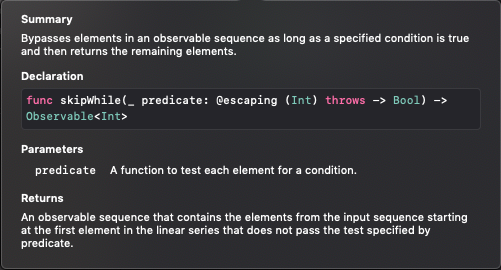 Summary
Bypasses elements in an observable sequence as long as a specified condition is true
and then returns the remaining elements.
Declaration
func skipWhile(_ predicate: @escaping (Int) throws -> Bool) ->
Observable<Int>
Parameters
predicate A function to test each element for a condition.
Returns
An observable sequence that contains the elements from the input sequence starting
at the first element in the linear series that does not pass the test specified by
predicate.